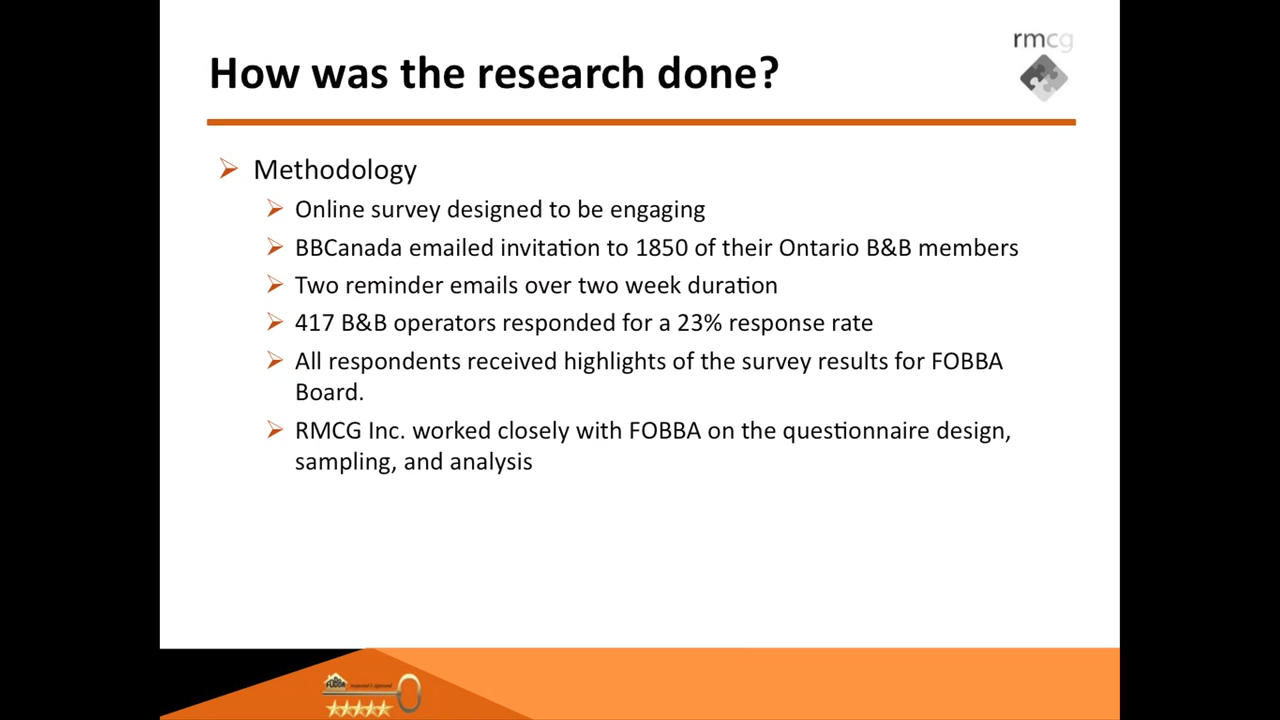 rmcg
How was the research done?
Methodology
Online survey designed to be engaging
BBCanada emailed invitation to 1850 of their Ontario B&B members
Two reminder emails over two week duration
417 B&B operators responded for a 23% response rate
All respondents received highlights of the survey results for FOBBA
Board.
RMCG Inc. worked closely with FOBBA on the questionnaire design,
sampling, and analysis